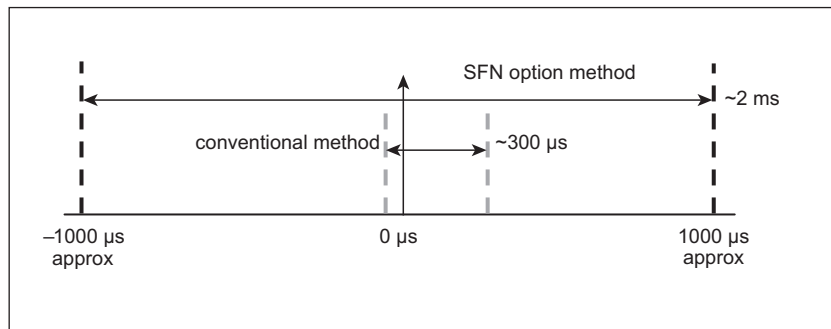 SFN option method
~2 ms
conventional method
~300 µs
–1000 µs
approx
0 µs
1000 µs
approx